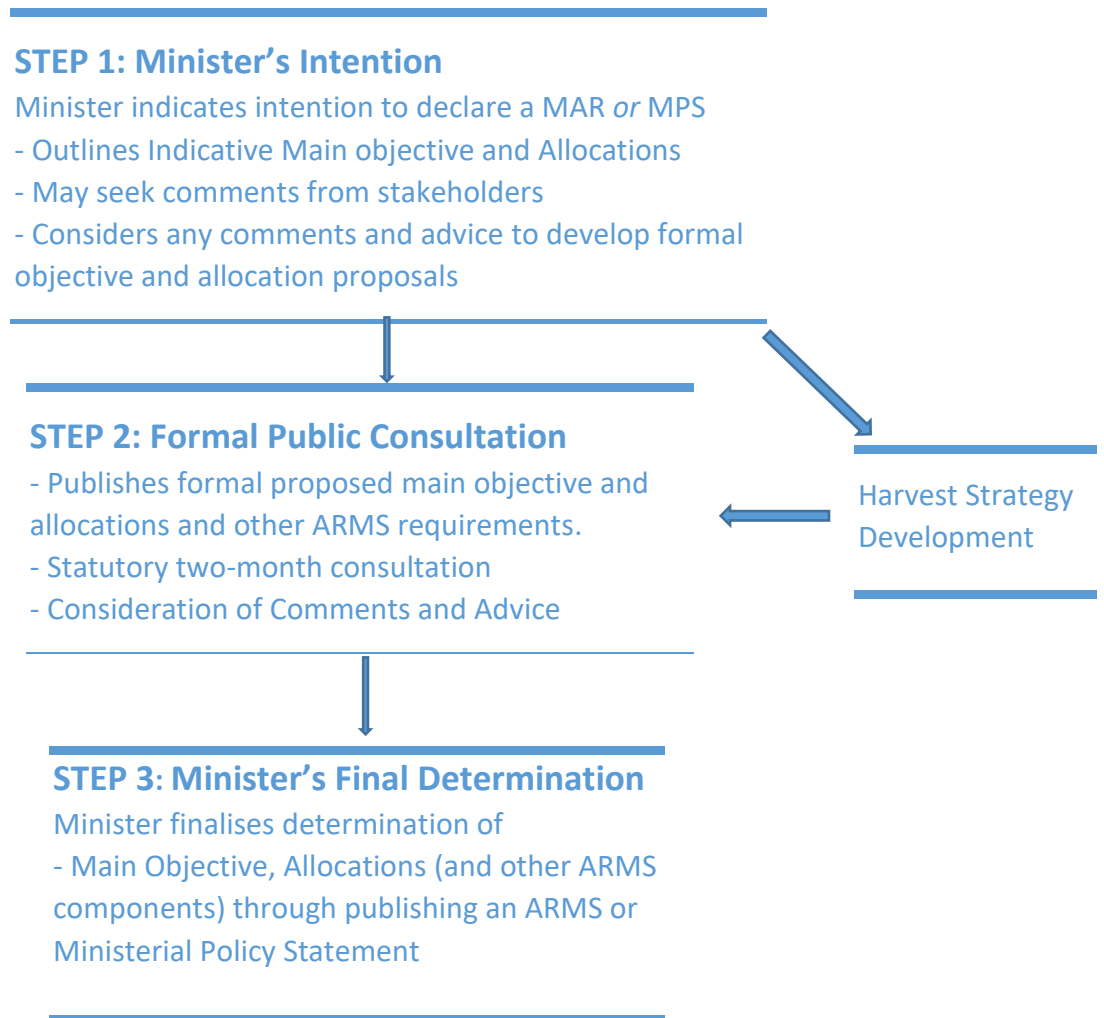 STEP 1: Minister’s Intention
Minister indicates intention to declare a MAR or MPS
- Outlines Indicative Main objective and Allocations
- May seek comments from stakeholders
- Considers any comments and advice to develop formal
objective and allocation proposals
STEP 2: Formal Public Consultation
- Publishes formal proposed main objective and
allocations and other ARMS requirements.
- Statutory two-month consultation
- Consideration of Comments and Advice
Harvest Strategy
Development
STEP 3: Minister’s Final Determination
Minister finalises determination of
- Main Objective, Allocations (and other ARMS
components) through publishing an ARMS or
Ministerial Policy Statement